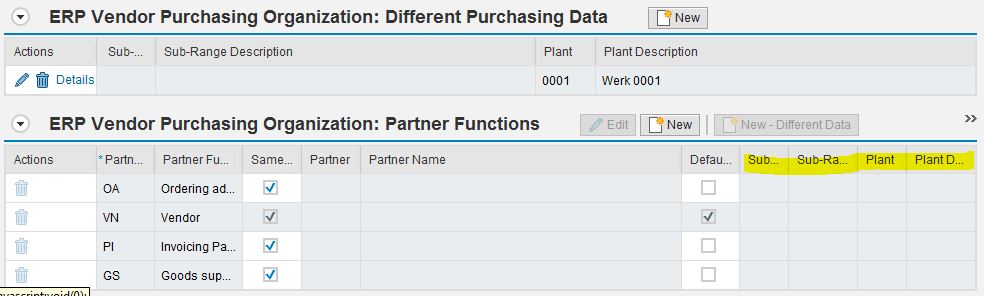 ERP Vendor Purchasing Organization: Different Purchasing Data New
Actions Sub-... Sub-Range Description Plant Plant Description
Details 0001 Werk 0001
ERP Vendor Purchasing Organization: Partner Functions Edit New New - Different Data >>
Actions * Partn... Partner Fu... Same... Partner Partner Name Defau... Sub... Sub-Ra... Plant Plant D...
OA Ordering ad...
VN Vendor
PI Invoicing Pa...
GS Goods sup...
avascript:void(0)